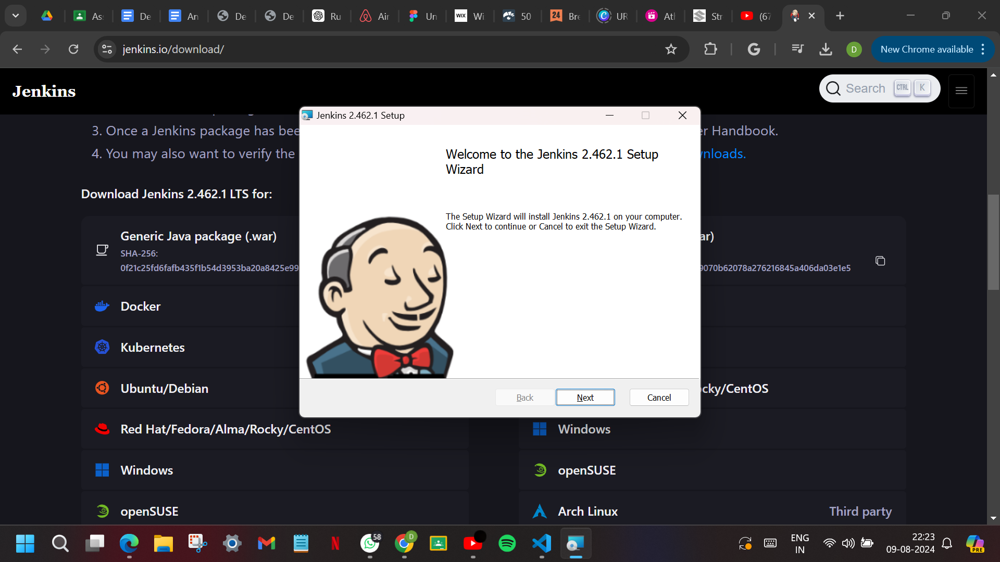 As
De
An
De
De
Ru
Air
Un
WIX
Wi
50
24
Bre
UR
Atl
Str
(67
jenkins.io/download/
D
New Chrome available
Jenkins
Search
CTRL
K
3. Once a Jenkins package has bee
er Handbook.
4. You may also want to verify the
wnloads.
Download Jenkins 2.462.1 LTS for:
Generic Java package (.war)
SHA-256:
0f21c25fd6fafb435f1b54d3953ba20a8425e99
ar)
9070b62078a276216845a406da03e1e5
Docker
Kubernetes
Ubuntu/Debian
ocky/CentOS
Red Hat/Fedora/Alma/Rocky/CentOS
Windows
Windows
openSUSE
openSUSE
Arch Linux
Third party
Jenkins 2.462.1 Setup
Welcome to the Jenkins 2.462.1 Setup
Wizard
The Setup Wizard will install Jenkins 2.462.1 on your computer.
Click Next to continue or Cancel to exit the Setup Wizard.
Back
Next
Cancel
58
D
ENG
IN
22:23
09-08-2024
PRE